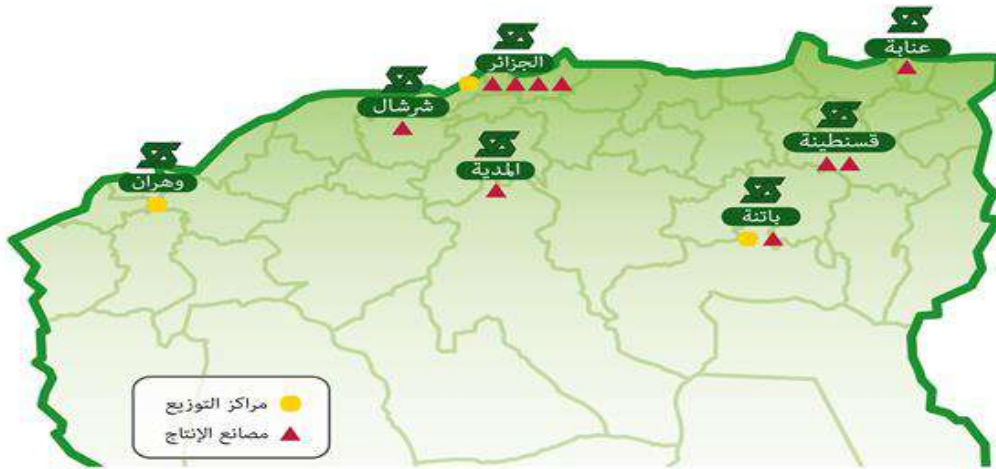 عنابة
الجزائر
شرشال
قسنطينة
المدية
وهران
باتنة
مراكز التوزيع
مصانع الإنتاج